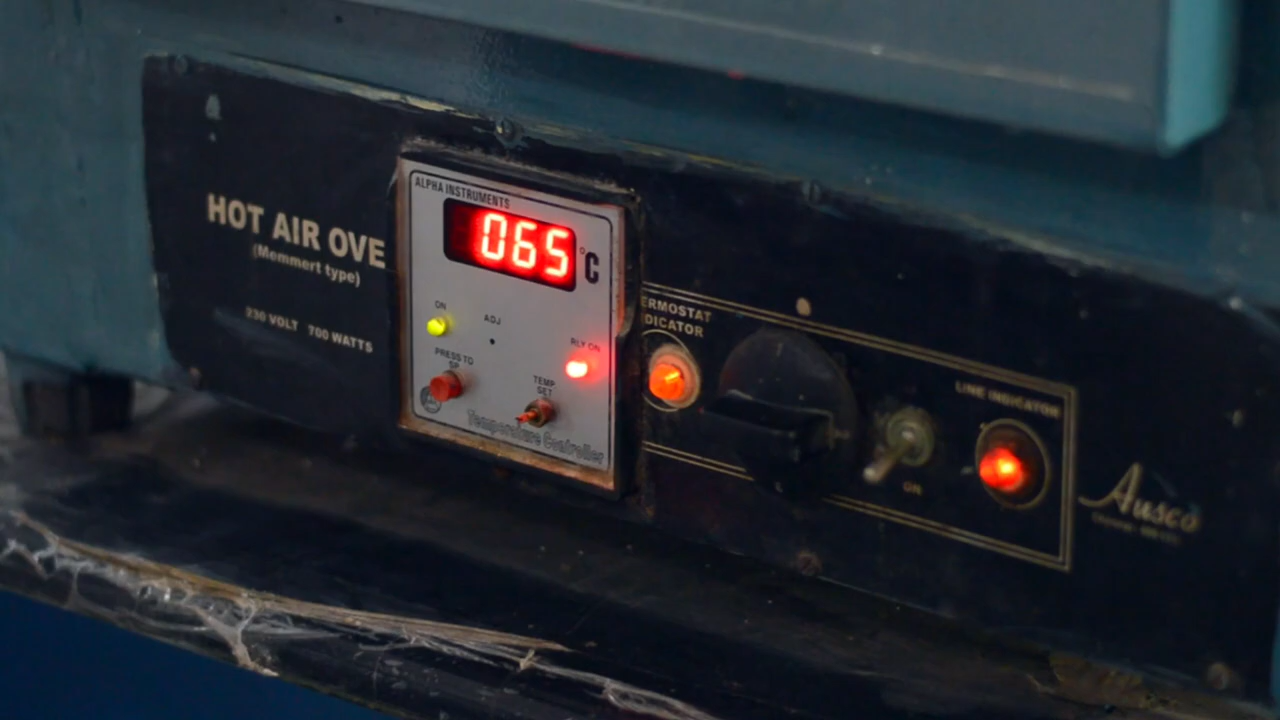 HOT AIR OVE
(Memmert type)
230 VOLT 700 WATTS
ALPHA INSTRUMENTS
065
°C
ON
ADJ
RLY ON
PRESS TO
SP
TEMP
SET
Temperature Controller
ERMOSTAT
DICATOR
ON
LINE INDICATOR
Ausco